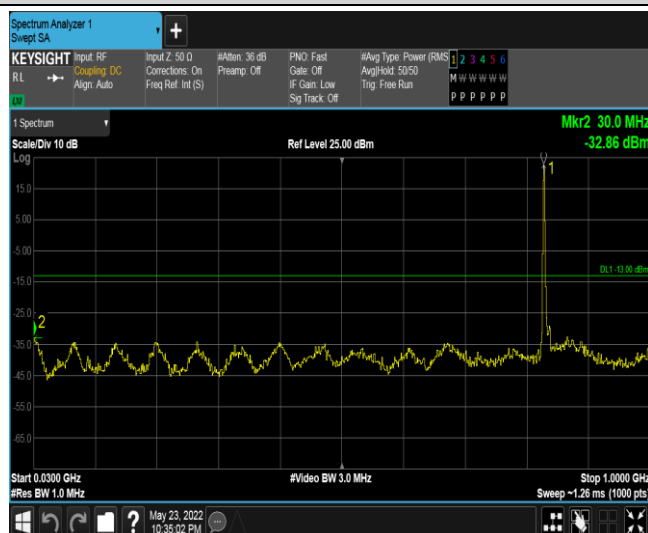 Spectrum Analyzer 1
Swept SA
KEYSIGHT
RL
Input: RF
Coupling: DC
Align: Auto
Input Z: 50 Ω
Corrections: On
Freq Ref: Int (S)
#Atten: 36 dB
Preamp: Off
PNO: Fast
Gate: Off
IF Gain: Low
Sig Track: Off
#Avg Type: Power (RMS
Avg|Hold: 50/50
Trig: Free Run
1 2 3 4 5 6
M W W W W W
P P P P P P
1 Spectrum
Scale/Div 10 dB
Ref Level 25.00 dBm
Mkr2 30.0 MHz
-32.86 dBm
Log
15.0
5.00
-5.00
-15.0
-25.0
-35.0
-45.0
-55.0
-65.0
1
2
DL1 -13.00 dBm
Start 0.0300 GHz
#Res BW 1.0 MHz
#Video BW 3.0 MHz
Stop 1.0000 GHz
Sweep ~1.26 ms (1000 pts)
?
May 23, 2022
10:35:02 PM